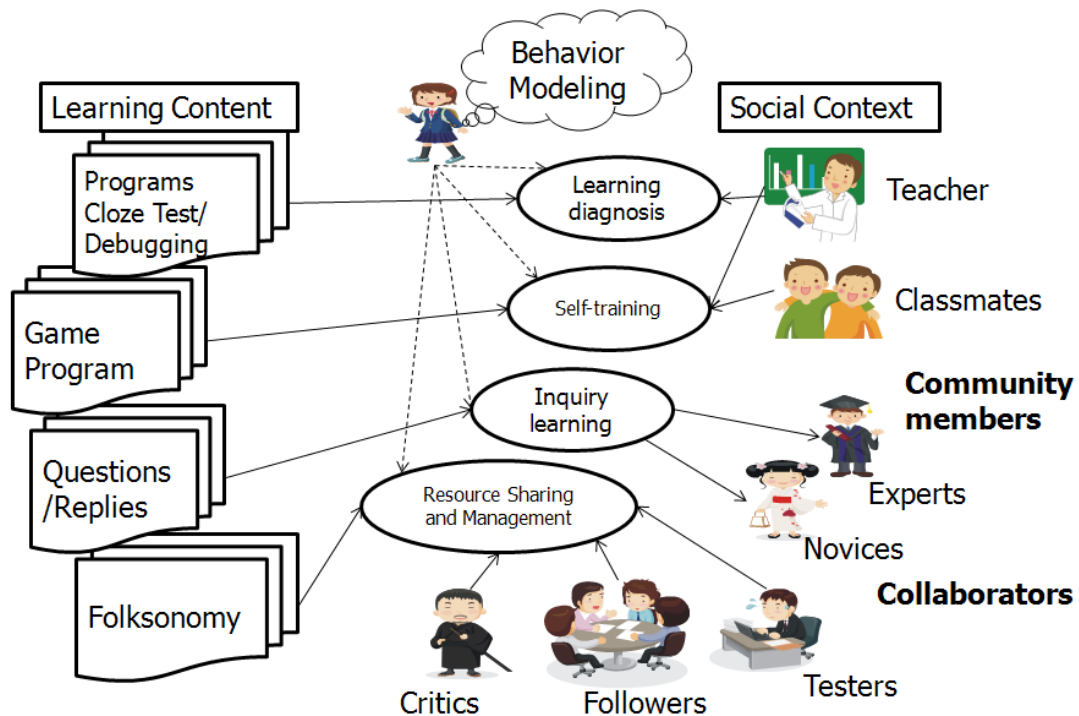 Behavior
Modeling
Learning Content
Social Context
Programs
Cloze Test/
Debugging
Learning
diagnosis
Teacher
Game
Program
Self-training
Classmates
Community
members
Inquiry
learning
Questions
/Replies
Experts
Resource Sharing
and Management
Novices
Collaborators
Folksonomy
Critics
Followers
Testers